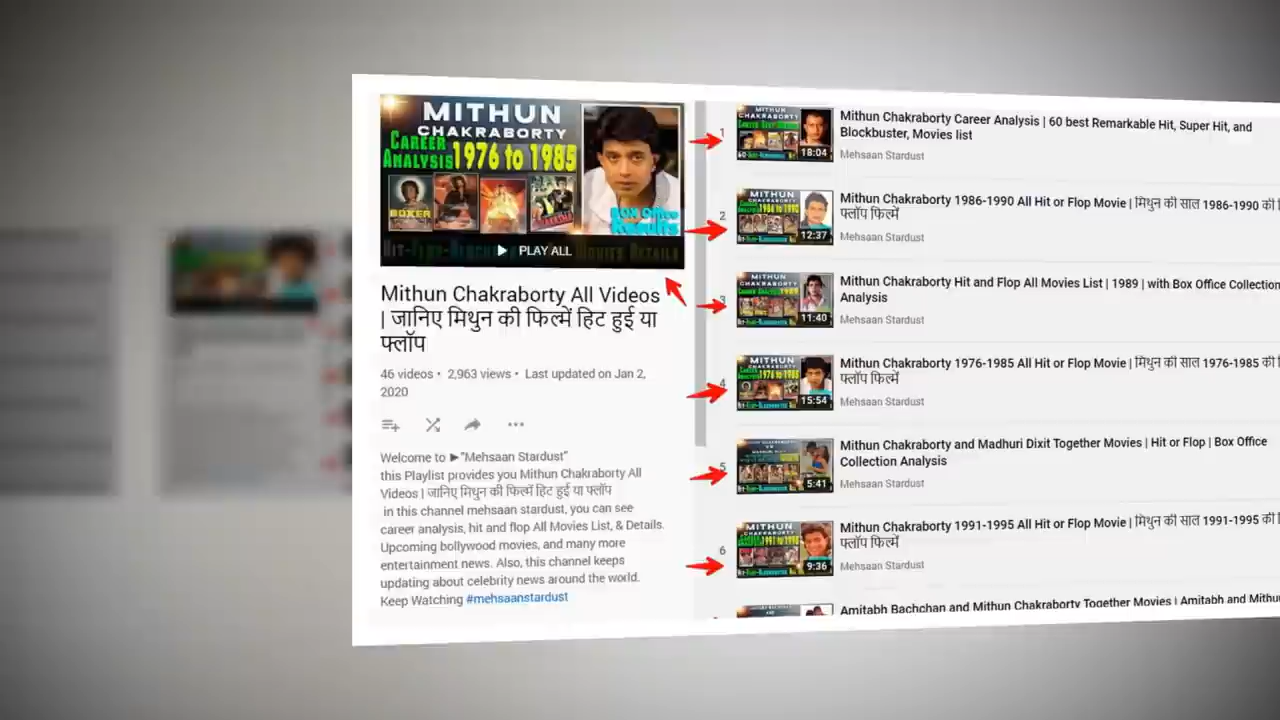 MITHUN
CHAKRABORTY
CAREER
ANALYSIS 1976 to 1985
BOXER
BOX Office
Results
PLAY ALL
Mithun Chakraborty All Videos
| जानिए मिथुन की फिल्में हिट हुई या
फ्लॉप
46 videos • 2,963 views • Last updated on Jan 2,
2020
Welcome to ►"Mehsaan Stardust"
this Playlist provides you Mithun Chakraborty All
Videos | जानिए मिथुन की फिल्में हिट हुई या फ्लॉप
in this channel mehsaan stardust, you can see
career analysis, hit and flop All Movies List, & Details.
Upcoming bollywood movies, and many more
entertainment news. Also, this channel keeps
updating about celebrity news around the world.
Keep Watching #mehsaanstardust
1
MITHUN
CHAKRABORTY
18:04
Mithun Chakraborty Career Analysis | 60 best Remarkable Hit, Super Hit, and
Blockbuster, Movies list
Mehsaan Stardust
2
MITHUN
CHAKRABORTY
12:37
Mithun Chakraborty 1986-1990 All Hit or Flop Movie | मिथुन की साल 1986-1990 की
फ्लॉप फिल्में
Mehsaan Stardust
3
MITHUN
CHAKRABORTY
11:40
Mithun Chakraborty Hit and Flop All Movies List | 1989 | with Box Office Collection
Analysis
Mehsaan Stardust
4
MITHUN
CHAKRABORTY
15:54
Mithun Chakraborty 1976-1985 All Hit or Flop Movie | मिथुन की साल 1976-1985 की
फ्लॉप फिल्में
Mehsaan Stardust
5
5:41
Mithun Chakraborty and Madhuri Dixit Together Movies | Hit or Flop | Box Office
Collection Analysis
Mehsaan Stardust
6
MITHUN
CHAKRABORTY
9:36
Mithun Chakraborty 1991-1995 All Hit or Flop Movie | मिथुन की साल 1991-1995 की
फ्लॉप फिल्में
Mehsaan Stardust
Amitabh Bachchan and Mithun Chakraborty Together Movies | Amitabh and